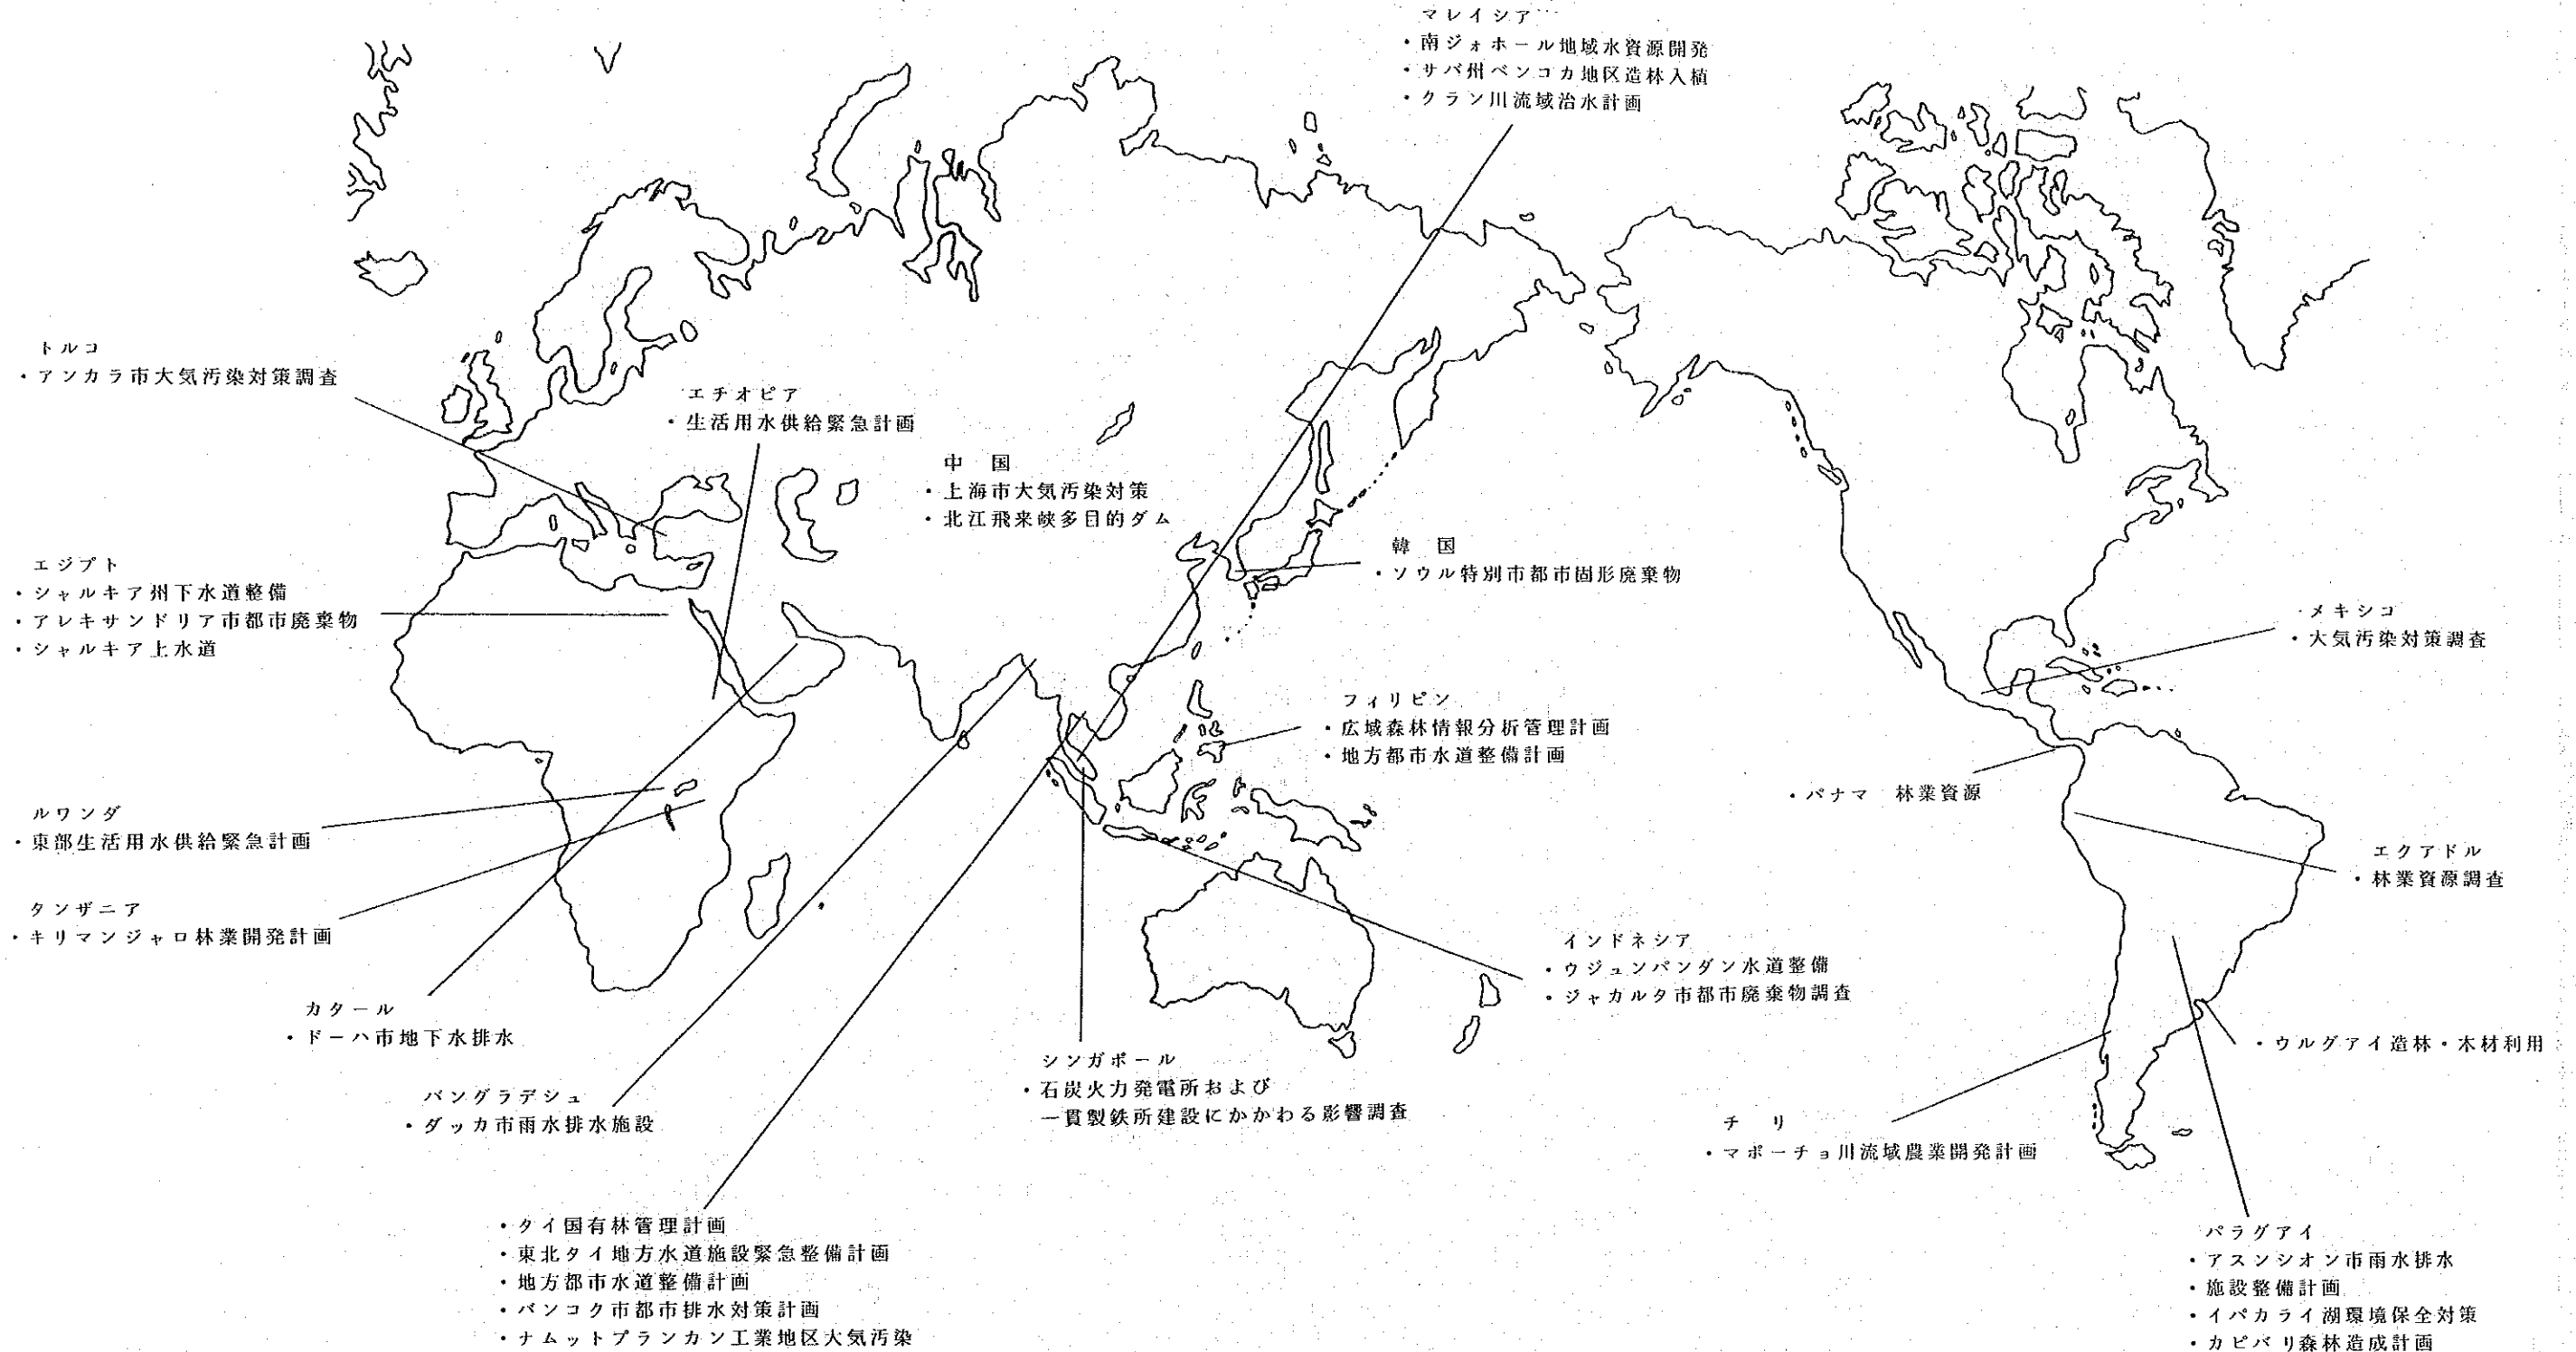 マレイシア
・南ジォホール地域水資源開発
・サバ州ベンコカ地区造林入植
・クラン川流域治水計画
トルコ
・アンカラ市大気汚染対策調査
エチオピア
・生活用水供給緊急計画
中　国
・上海市大気汚染対策
・北江飛来峡多目的ダム
韓　国
・ソウル特別市都市固形廃棄物
エジプト
・シャルキア州下水道整備
・アレキサンドリア市都市廃棄物
・シャルキア上水道
メキシコ
・大気汚染対策調査
フィリピン
・広域森林情報分析管理計画
・地方都市水道整備計画
・パナマ　林業資源
ルワンダ
・東部生活用水供給緊急計画
エクアドル
・林業資源調査
タンザニア
・キリマンジャロ林業開発計画
インドネシア
・ウジュンパンダン水道整備
・ジャカルタ市都市廃棄物調査
カタール
・ドーハ市地下水排水
・ウルグアイ造林・木材利用
シンガポール
・石炭火力発電所および
一貫製鉄所建設にかかわる影響調査
バングラデシュ
・ダッカ市雨水排水施設
チ　リ
・マポーチョ川流域農業開発計画
・タイ国有林管理計画
・東北タイ地方水道施設緊急整備計画
・地方都市水道整備計画
・バンコク市都市排水対策計画
・ナムットプランカン工業地区大気汚染
パラグアイ
・アスンシオン市雨水排水
・施設整備計画
・イパカライ湖環境保全対策
・カピバリ森林造成計画